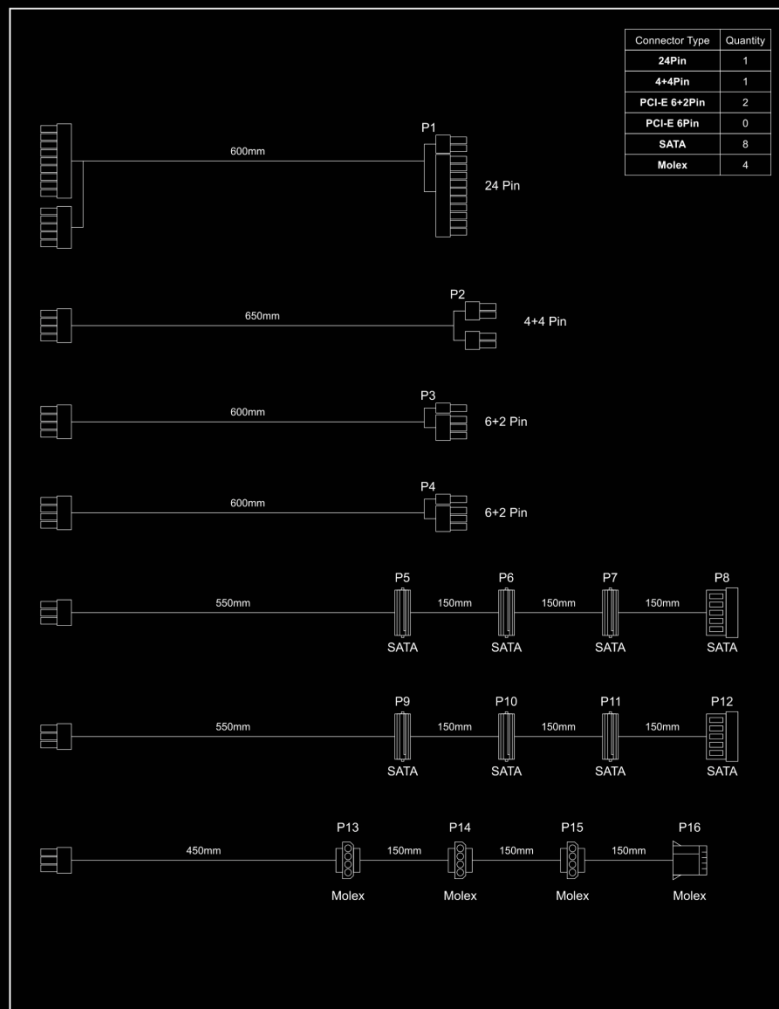 Connector Type Quantity
24Pin 1
4+4Pin 1
PCI-E 6+2Pin 2
PCI-E 6Pin 0
SATA 8
Molex 4
P1
600mm
24 Pin
P2
650mm
4+4 Pin
P3
600mm
6+2 Pin
P4
600mm
6+2 Pin
P5 P6 P7 P8
550mm 150mm 150mm 150mm
SATA SATA SATA SATA
P9 P10 P11 P12
550mm 150mm 150mm 150mm
SATA SATA SATA SATA
P13 P14 P15 P16
450mm 150mm 150mm 150mm
Molex Molex Molex Molex